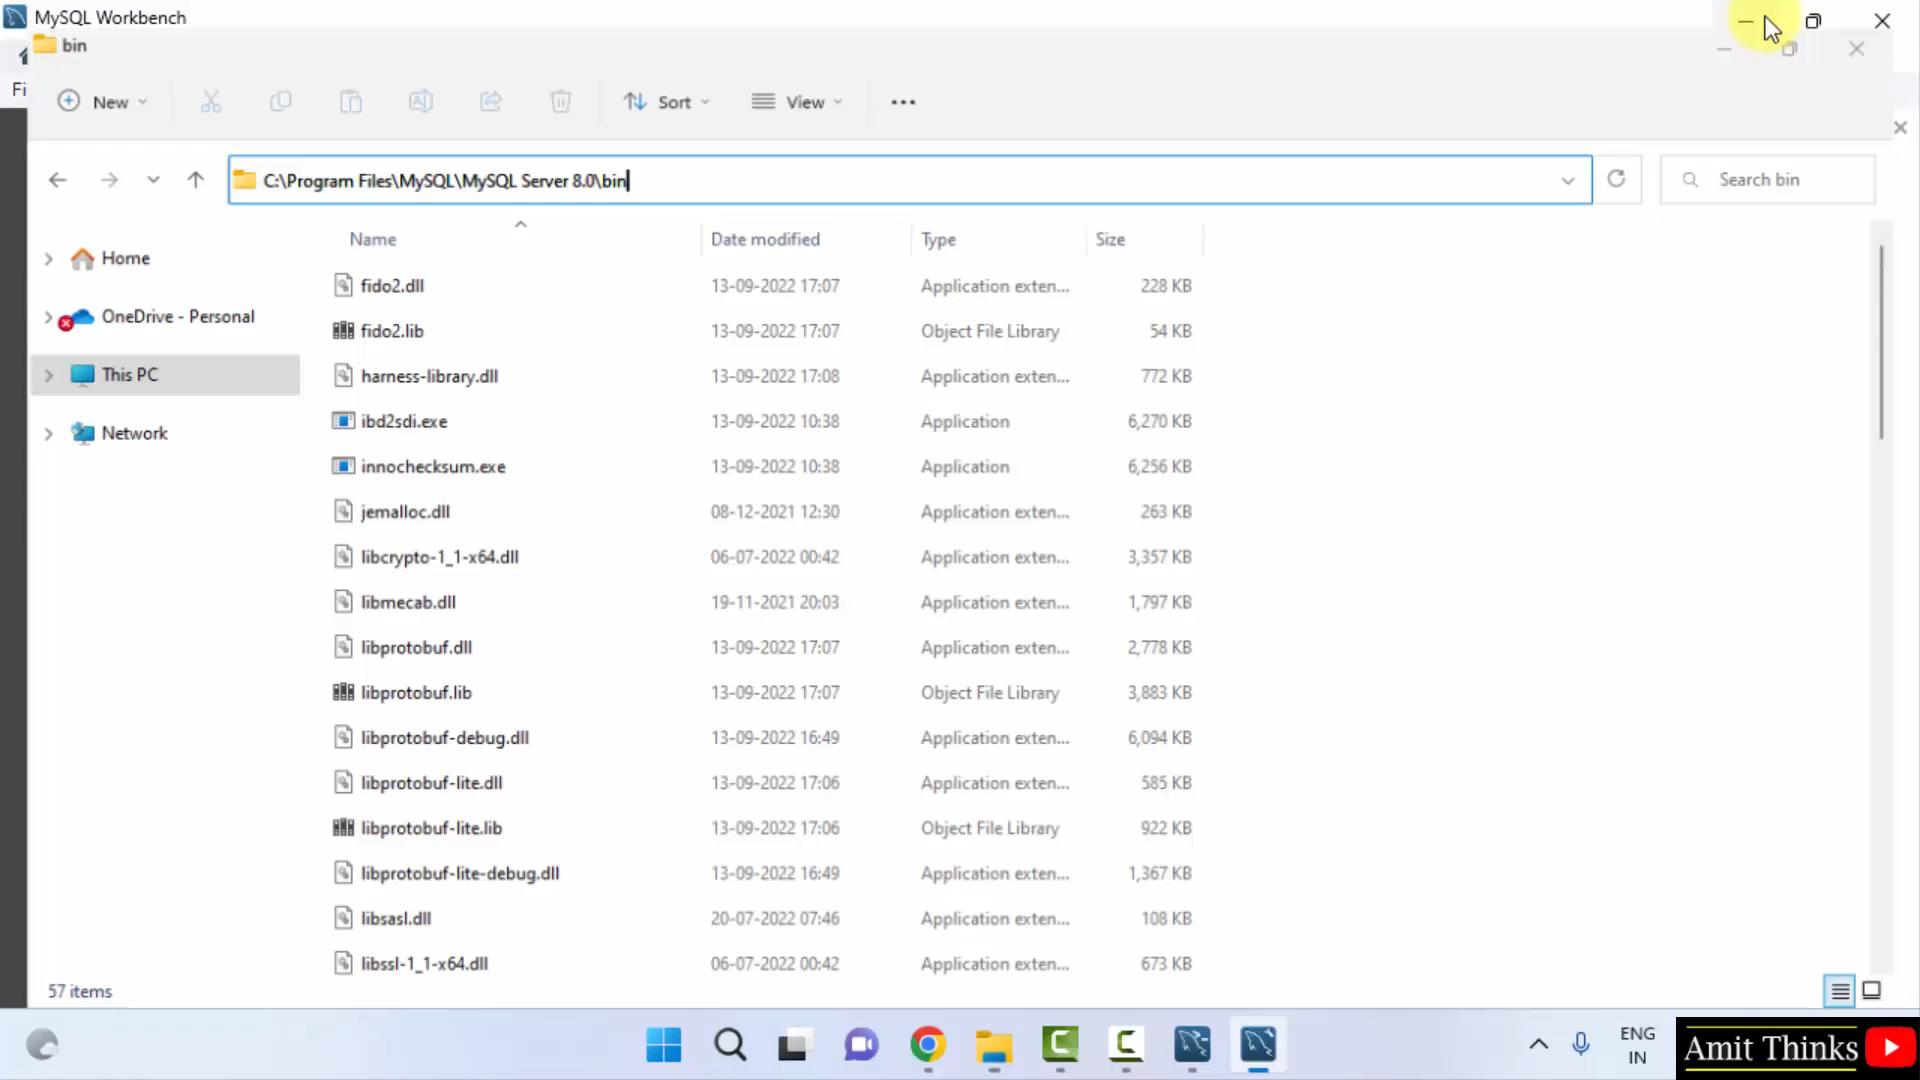 MySQL Workbench
bin
Fi
New
Sort
View
C:\Program Files\MySQL\MySQL Server 8.0\bin
Search bin
Name
Date modified
Type
Size
Home
OneDrive - Personal
This PC
Network
fido2.dll 13-09-2022 17:07 Application exten... 228 KB
fido2.lib 13-09-2022 17:07 Object File Library 54 KB
harness-library.dll 13-09-2022 17:08 Application exten... 772 KB
ibd2sdi.exe 13-09-2022 10:38 Application 6,270 KB
innochecksum.exe 13-09-2022 10:38 Application 6,256 KB
jemalloc.dll 08-12-2021 12:30 Application exten... 263 KB
libcrypto-1_1-x64.dll 06-07-2022 00:42 Application exten... 3,357 KB
libmecab.dll 19-11-2021 20:03 Application exten... 1,797 KB
libprotobuf.dll 13-09-2022 17:07 Application exten... 2,778 KB
libprotobuf.lib 13-09-2022 17:07 Object File Library 3,883 KB
libprotobuf-debug.dll 13-09-2022 16:49 Application exten... 6,094 KB
libprotobuf-lite.dll 13-09-2022 17:06 Application exten... 585 KB
libprotobuf-lite.lib 13-09-2022 17:06 Object File Library 922 KB
libprotobuf-lite-debug.dll 13-09-2022 16:49 Application exten... 1,367 KB
libsasl.dll 20-07-2022 07:46 Application exten... 108 KB
libssl-1_1-x64.dll 06-07-2022 00:42 Application exten... 673 KB
57 items
ENG
IN
Amit Thinks